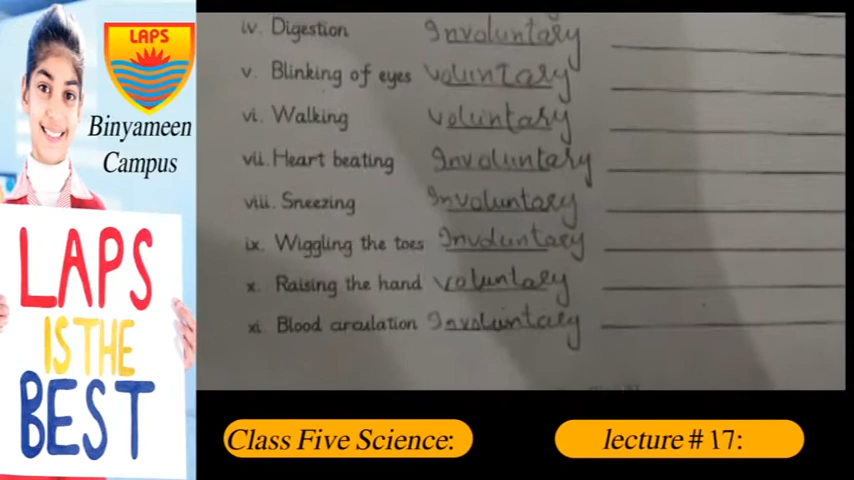 LAPS
Binyameen
Campus
LAPS
IS THE
BEST
iv. Digestion Involuntary
v. Blinking of eyes voluntary
vi. Walking voluntary
vii. Heart beating Involuntary
viii. Sneezing Involuntary
ix. Wiggling the toes Involuntary
x. Raising the hand voluntary
xi. Blood circulation Involuntary
Class Five Science:
lecture # 17: